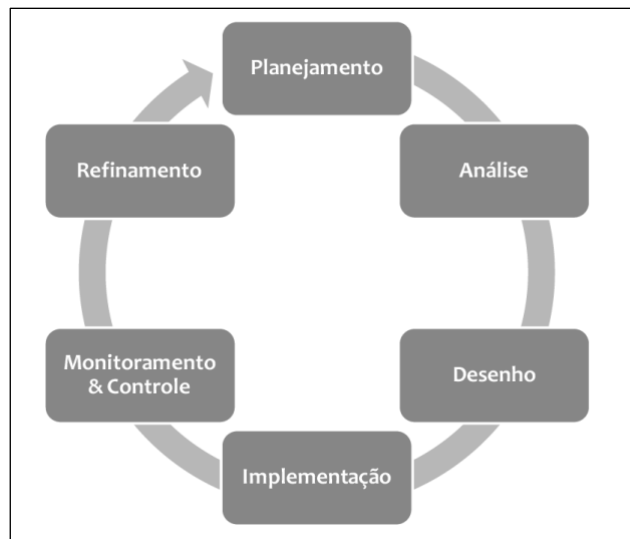 Planejamento
Análise
Desenho
Implementação
Monitoramento
& Controle
Refinamento